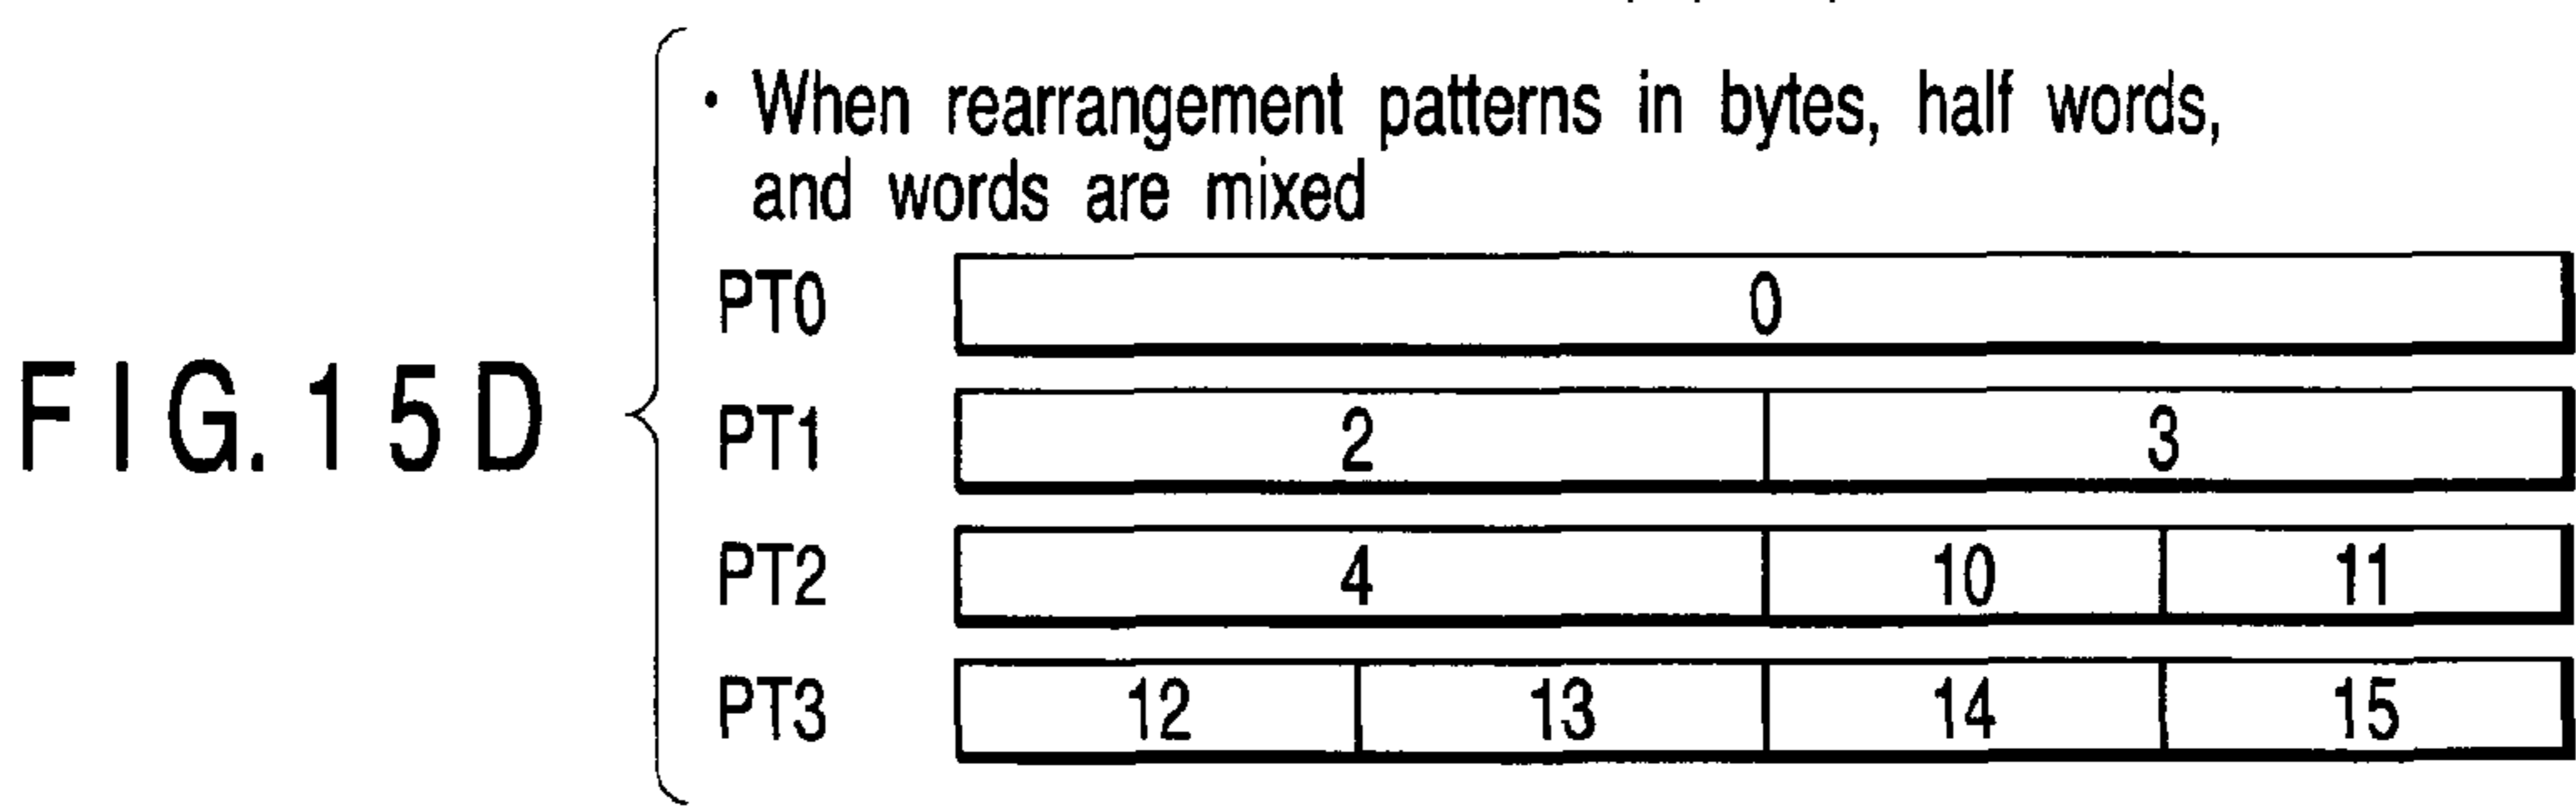 FIG. 15D
· When rearrangement patterns in bytes, half words,
and words are mixed
PT0 0
PT1 2 3
PT2 4 10 11
PT3 12 13 14 15